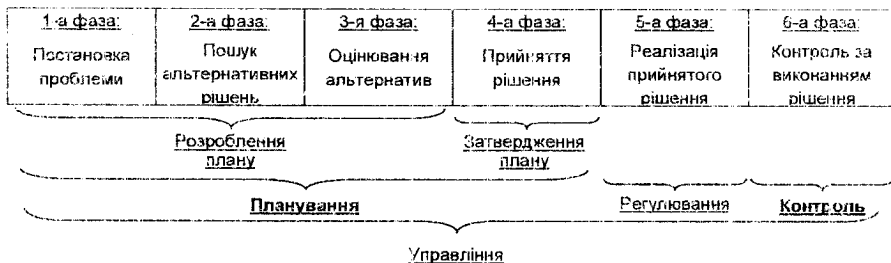 1-а фаза: 2-а фаза: 3-я фаза: 4-а фаза: 5-а фаза: 6-а фаза:
Постановка проблеми
Пошук альтернативних рішень
Оцінювання альтернатив
Прийняття рішення
Реалізація прийнятого рішення
Контроль за виконанням рішення
Розроблення плану
Затвердження плану
Планування Регулювання Контроль
Управління